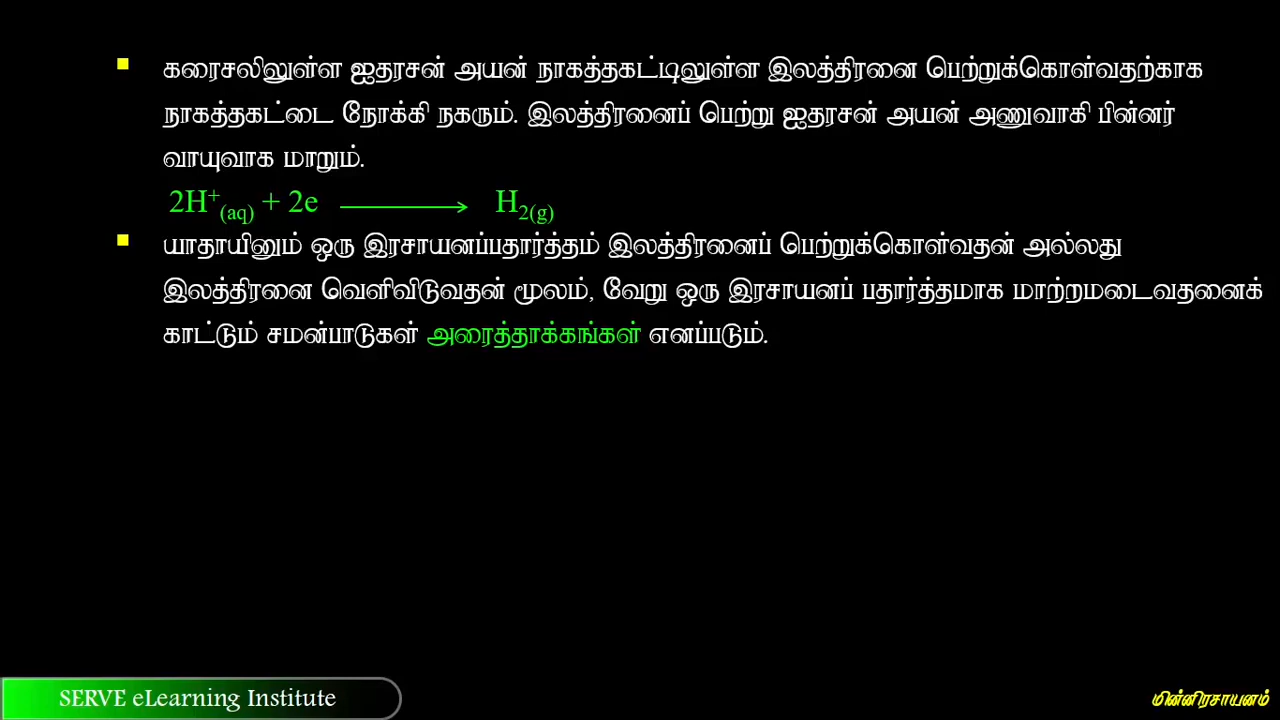 ▪ கரைசலிலுள்ள ஐதரசன் அயன் நாகத்தகட்டிலுள்ள இலத்திரனை பெற்றுக்கொள்வதற்காக
நாகத்தகட்டை நோக்கி நகரும். இலத்திரனைப் பெற்று ஐதரசன் அயன் அணுவாகி பின்னர்
வாயுவாக மாறும்.
2H⁺(aq) + 2e ⟶ H₂(g)
▪ யாதாயினும் ஒரு இரசாயனப்பதார்த்தம் இலத்திரனைப் பெற்றுக்கொள்வதன் அல்லது
இலத்திரனை வெளிவிடுவதன் மூலம், வேறு ஒரு இரசாயனப் பதார்த்தமாக மாற்றமடைவதனைக்
காட்டும் சமன்பாடுகள் அரைத்தாக்கங்கள் எனப்படும்.
SERVE eLearning Institute
மின்னிரசாயனம்